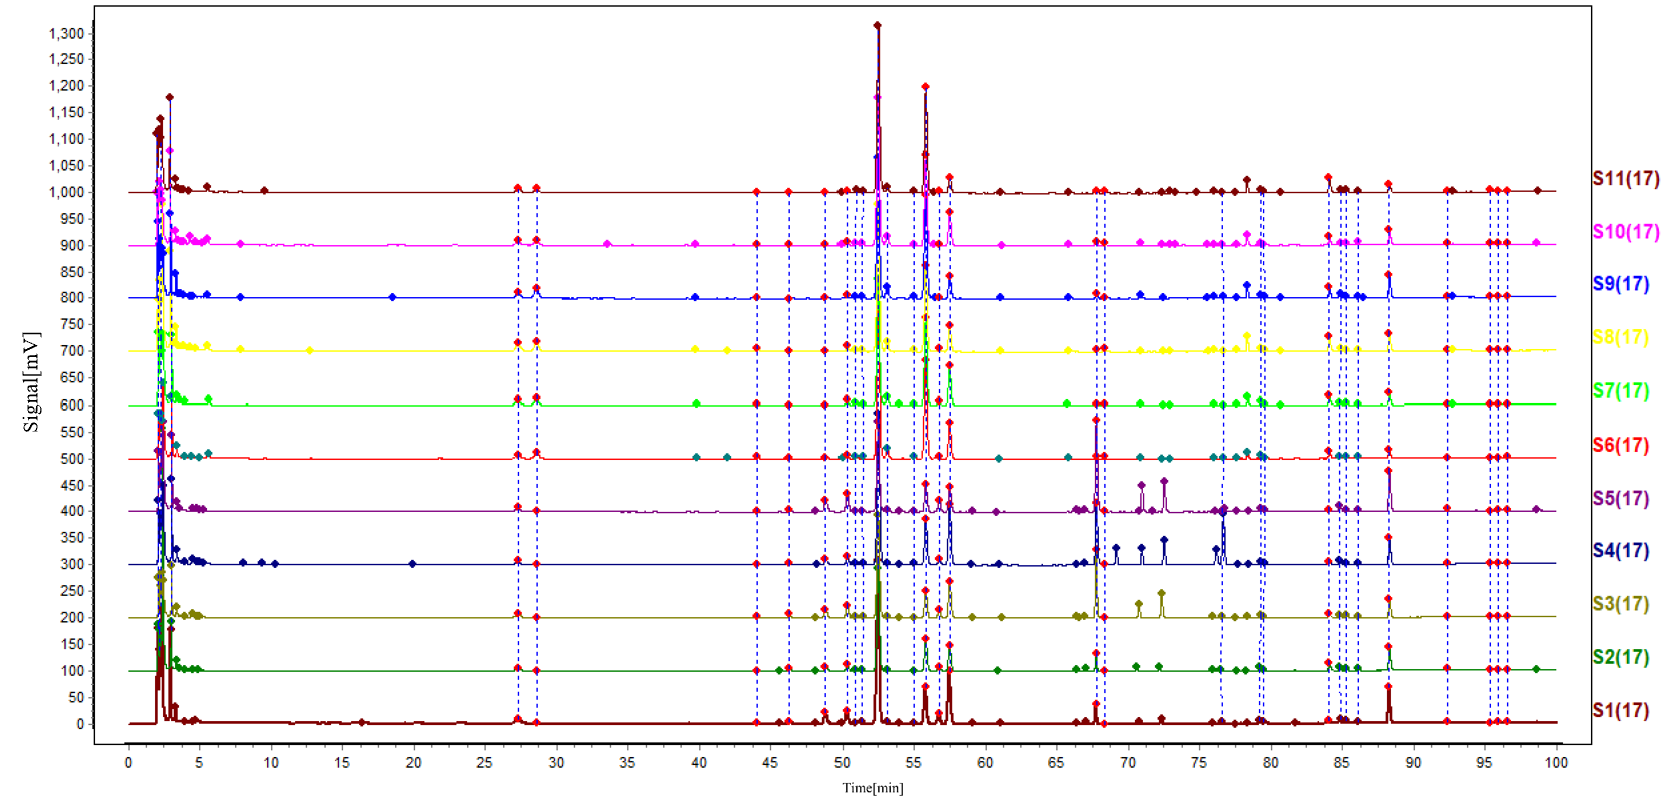 1,300
1,250
1,200
1,150
1,100
1,050
1,000
950
900
850
800
750
700
650
600
550
500
450
400
350
300
250
200
150
100
50
0
Signal[mV]
S11(17)
S10(17)
S9(17)
S8(17)
S7(17)
S6(17)
S5(17)
S4(17)
S3(17)
S2(17)
S1(17)
0 5 10 15 20 25 30 35 40 45 50 55 60 65 70 75 80 85 90 95 100
Time[min]